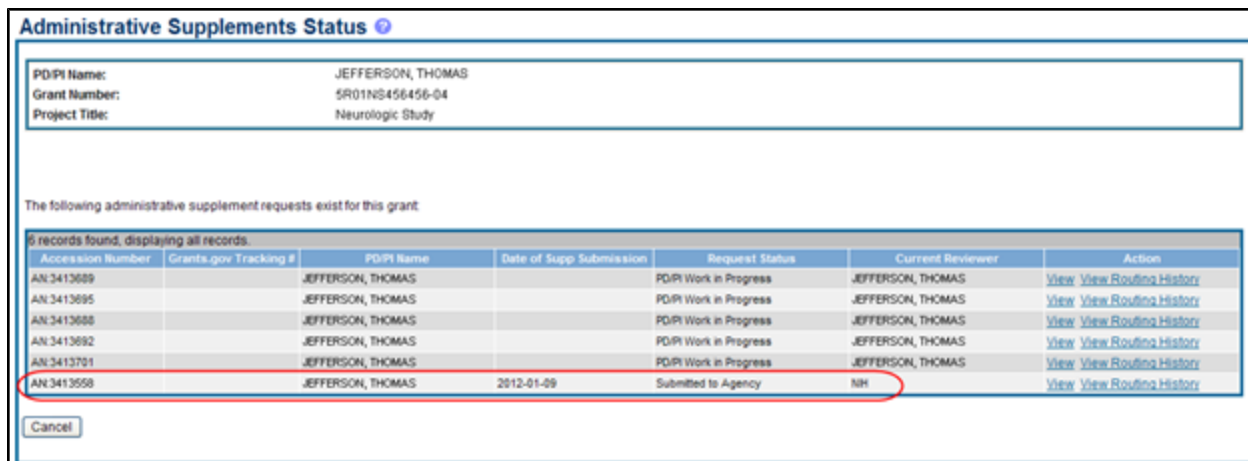 Administrative Supplements Status ?
PD/PI Name: JEFFERSON, THOMAS
Grant Number: 5R01NS456456-04
Project Title: Neurologic Study
The following administrative supplement requests exist for this grant
6 records found, displaying all records.
Accession Number Grants.gov Tracking # PD/PI Name Date of Supp Submission Request Status Current Reviewer Action
AN:3413689 JEFFERSON, THOMAS PD/PI Work in Progress JEFFERSON, THOMAS View View Routing History
AN:3413695 JEFFERSON, THOMAS PD/PI Work in Progress JEFFERSON, THOMAS View View Routing History
AN:3413688 JEFFERSON, THOMAS PD/PI Work in Progress JEFFERSON, THOMAS View View Routing History
AN:3413692 JEFFERSON, THOMAS PD/PI Work in Progress JEFFERSON, THOMAS View View Routing History
AN:3413701 JEFFERSON, THOMAS PD/PI Work in Progress JEFFERSON, THOMAS View View Routing History
AN:3413558 JEFFERSON, THOMAS 2012-01-09 Submitted to Agency NIH View View Routing History
Cancel